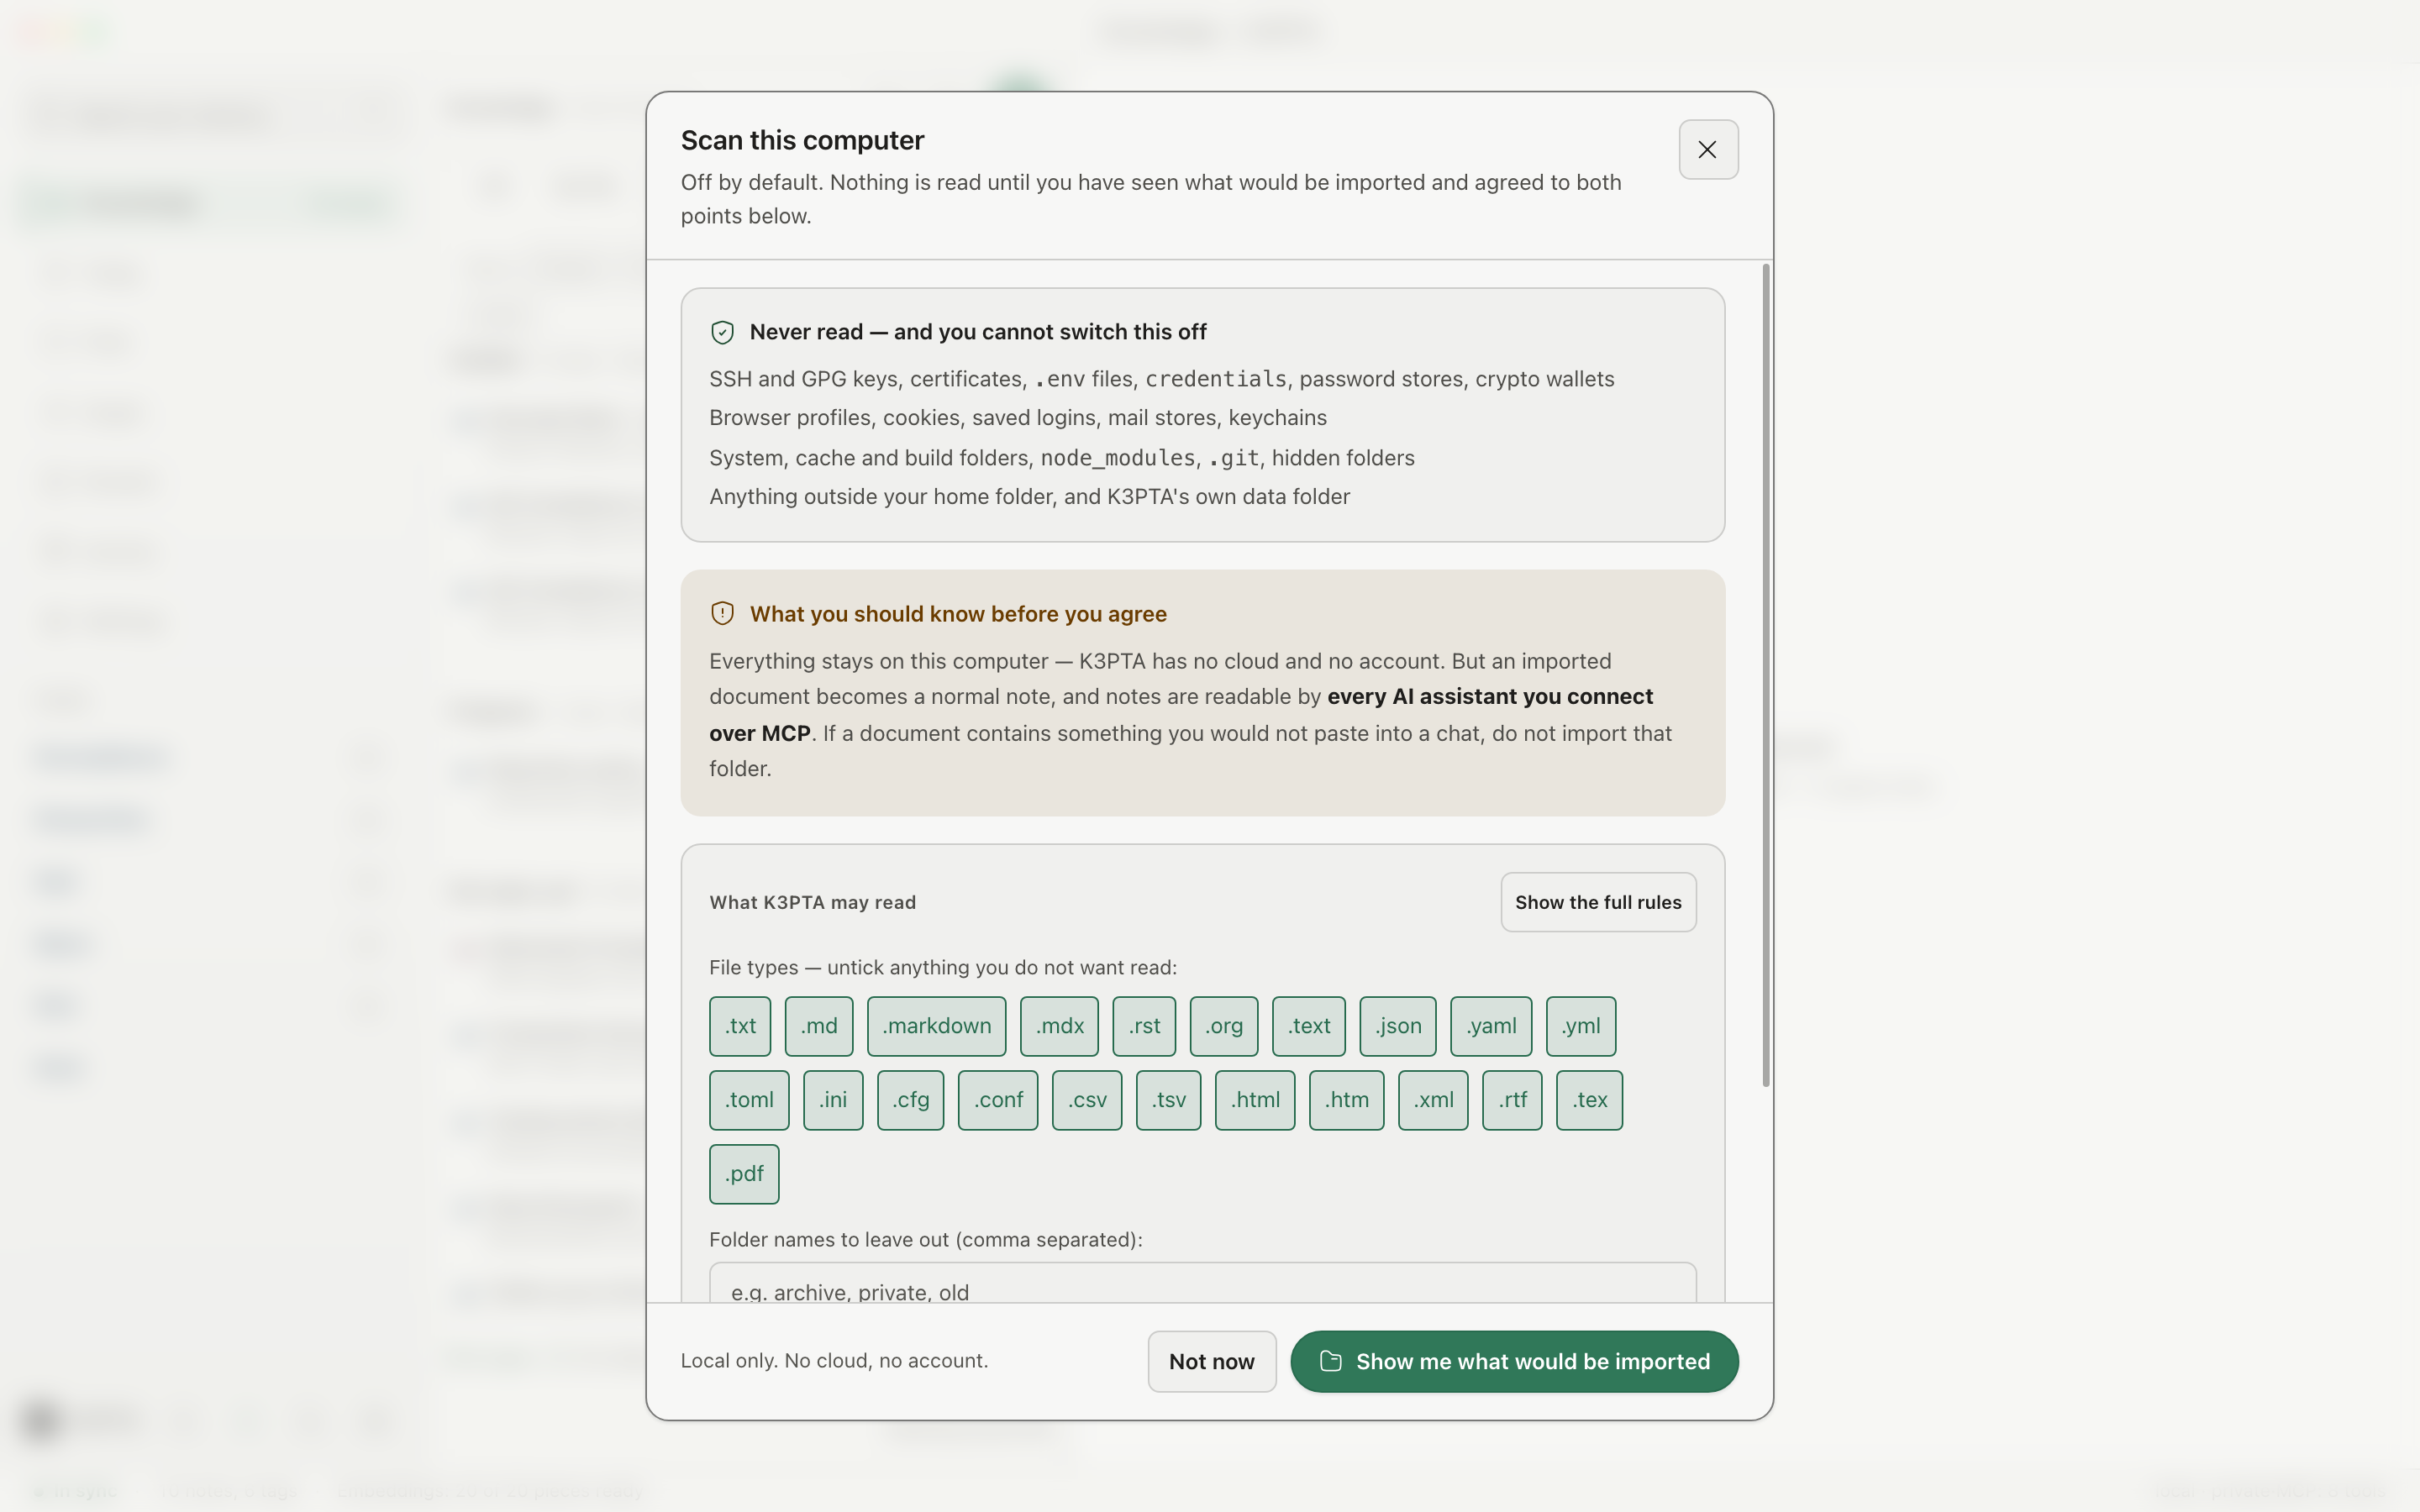 Scan this computer
Off by default. Nothing is read until you have seen what would be imported and agreed to both
points below.
Never read — and you cannot switch this off
SSH and GPG keys, certificates, .env files, credentials, password stores, crypto wallets
Browser profiles, cookies, saved logins, mail stores, keychains
System, cache and build folders, node_modules, .git, hidden folders
Anything outside your home folder, and K3PTA's own data folder
What you should know before you agree
Everything stays on this computer — K3PTA has no cloud and no account. But an imported
document becomes a normal note, and notes are readable by every AI assistant you connect
over MCP. If a document contains something you would not paste into a chat, do not import that
folder.
What K3PTA may read
Show the full rules
File types — untick anything you do not want read:
.txt .md .markdown .mdx .rst .org .text .json .yaml .yml
.toml .ini .cfg .conf .csv .tsv .html .htm .xml .rtf .tex
.pdf
Folder names to leave out (comma separated):
e.g. archive, private, old
Local only. No cloud, no account.
Not now
Show me what would be imported